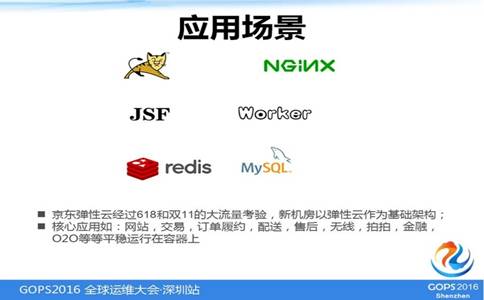 应用场景
NGiNX
JSF
Worker
redis
MySQL
京东弹性云经过618和双11的大流量考验，新机房以弹性云作为基础架构；
核心应用如：网站，交易，订单履约，配送，售后，无线，拍拍，金融，
O2O等等平稳运行在容器上
GOPS2016 全球运维大会·深圳站
GOPS2016
Shenzhen